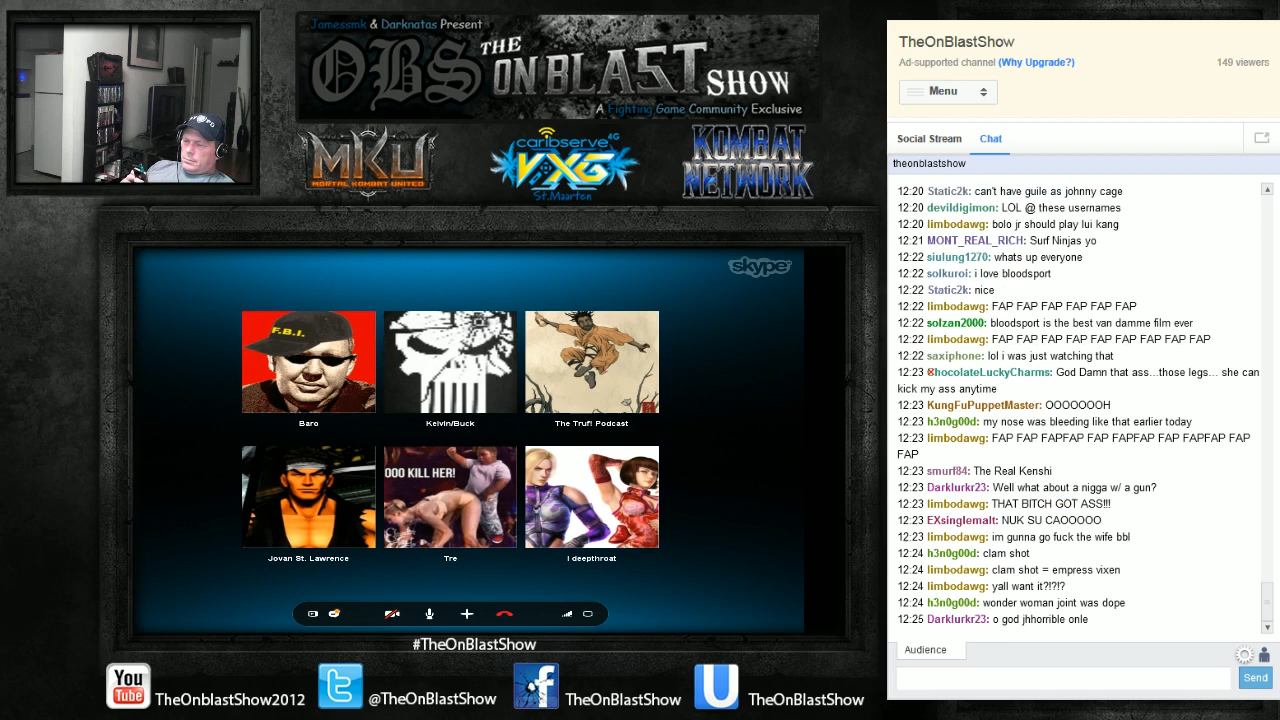 Jamessmk & Darknatas Present
OBS THE ON BLAST SHOW
A Fighting Game Community Exclusive
MKU
MORTAL KOMBAT UNITED
caribserve 4G
VXG
St.Maarten
KOMBAT
NETWORK
skype
F.B.I.
Baro
Kelvin/Buck
The Truf! Podcast
OOO KILL HER!
Jovan St. Lawrence
Tre
I deepthroat
#TheOnBlastShow
You
Tube
TheOnblastShow2012
@TheOnBlastShow
TheOnBlastShow
U
TheOnBlastShow
TheOnBlastShow
Ad-supported channel (Why Upgrade?)
149 viewers
Menu
Social Stream
Chat
theonblastshow
12:20 Static2k: can't have guile as johnny cage
12:20 devildigimon: LOL @ these usernames
12:20 limbodawg: bolo jr should play lui kang
12:21 MONT_REAL_RICH: Surf Ninjas yo
12:22 siulung1270: whats up everyone
12:22 solkuroi: i love bloodsport
12:22 Static2k: nice
12:22 limbodawg: FAP FAP FAP FAP FAP FAP
12:22 solzan2000: bloodsport is the best van damme film ever
12:22 limbodawg: FAP FAP FAP FAP FAP FAP FAP FAP FAP
12:22 saxiphone: lol i was just watching that
12:23 ChocolateLuckyCharms: God Damn that ass...those legs... she can
kick my ass anytime
12:23 KungFuPuppetMaster: OOOOOOOH
12:23 h3n0g00d: my nose was bleeding like that earlier today
12:23 limbodawg: FAP FAP FAPFAP FAP FAPFAP FAP FAPFAP FAP
FAP
12:23 smurf84: The Real Kenshi
12:23 Darklurkr23: Well what about a nigga w/ a gun?
12:23 limbodawg: THAT BITCH GOT ASS!!!
12:23 EXsinglemalt: NUK SU CAOOOOO
12:23 limbodawg: im gunna go fuck the wife bbl
12:24 h3n0g00d: clam shot
12:24 limbodawg: clam shot = empress vixen
12:24 limbodawg: yall want it?!?!?
12:24 h3n0g00d: wonder woman joint was dope
12:25 Darklurkr23: o god jhhorrible onle
Audience
Send